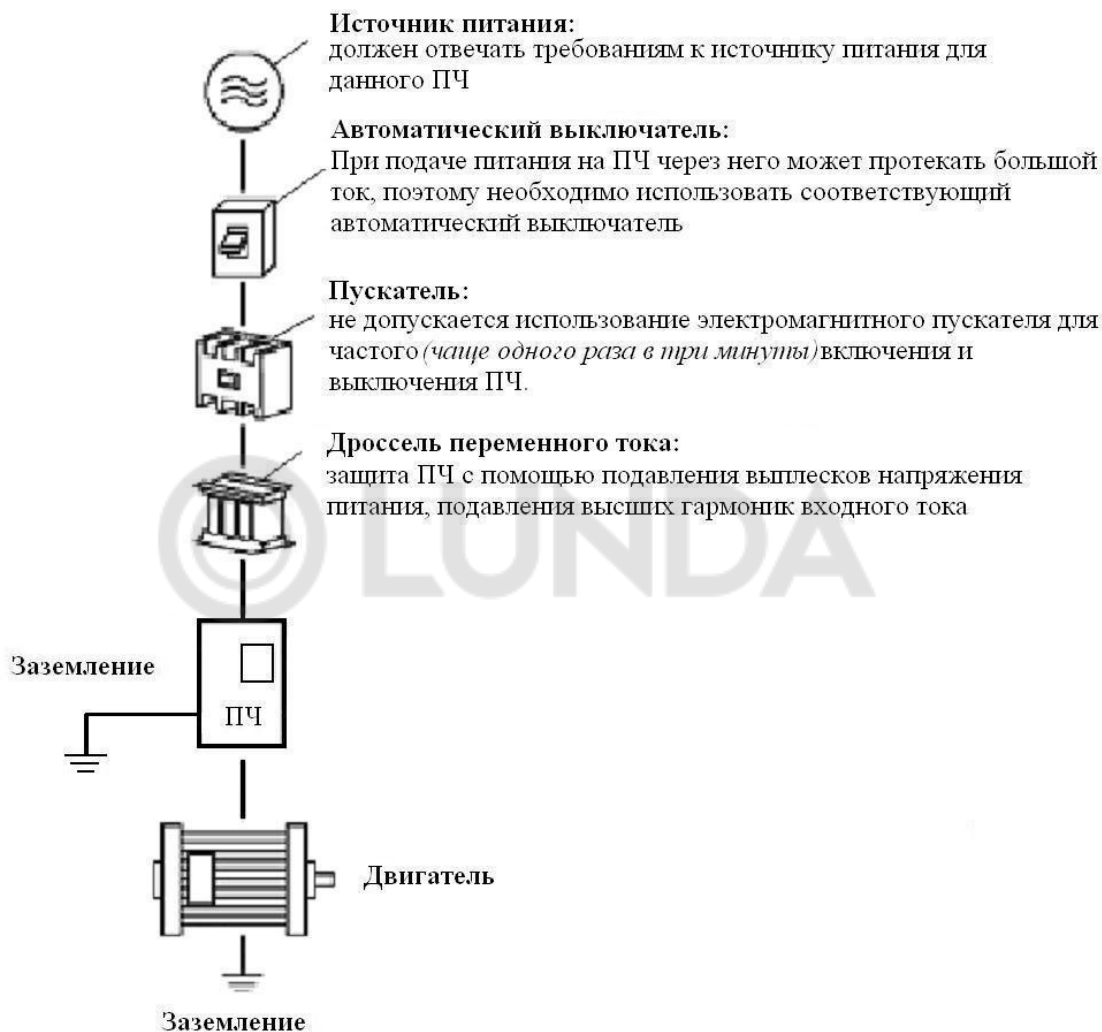 Источник питания:
должен отвечать требованиям к источнику питания для
данного ПЧ
Автоматический выключатель:
При подаче питания на ПЧ через него может протекать большой
ток, поэтому необходимо использовать соответствующий
автоматический выключатель
Пускатель:
не допускается использование электромагнитного пускателя для
частого (чаще одного раза в три минуты) включения и
выключения ПЧ.
Дроссель переменного тока:
защита ПЧ с помощью подавления выплесков напряжения
питания, подавления высших гармоник входного тока
LUNDA
Заземление
ПЧ
Двигатель
Заземление